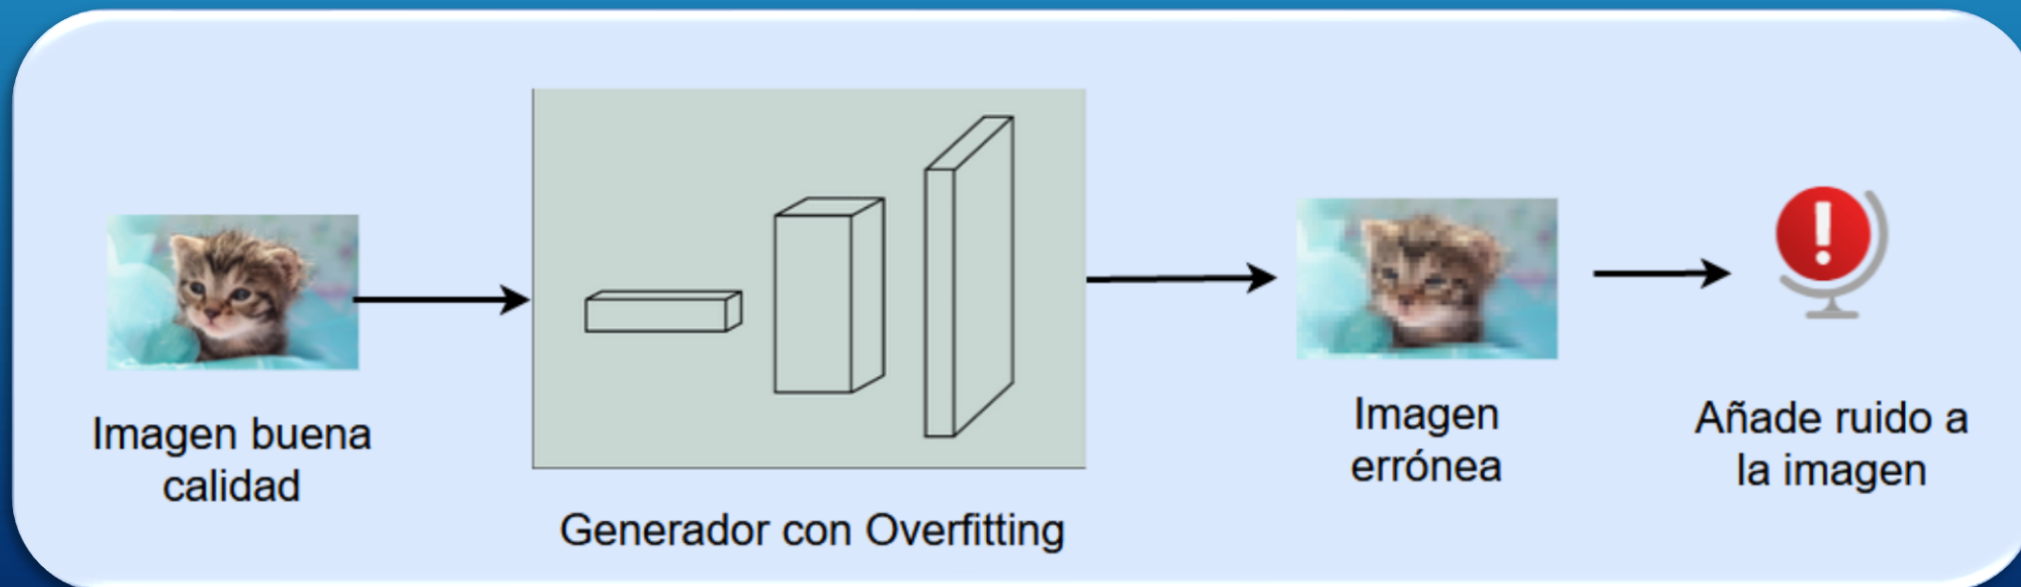 Imagen buena
calidad
Generador con Overfitting
Imagen
errónea
Añade ruido a
la imagen